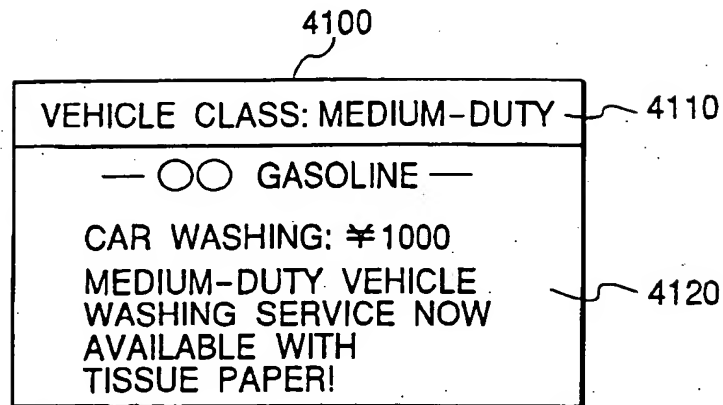 4100
VEHICLE CLASS: MEDIUM-DUTY
4110
— ○○ GASOLINE —
CAR WASHING: ¥1000
MEDIUM-DUTY VEHICLE
WASHING SERVICE NOW
AVAILABLE WITH
TISSUE PAPER!
4120